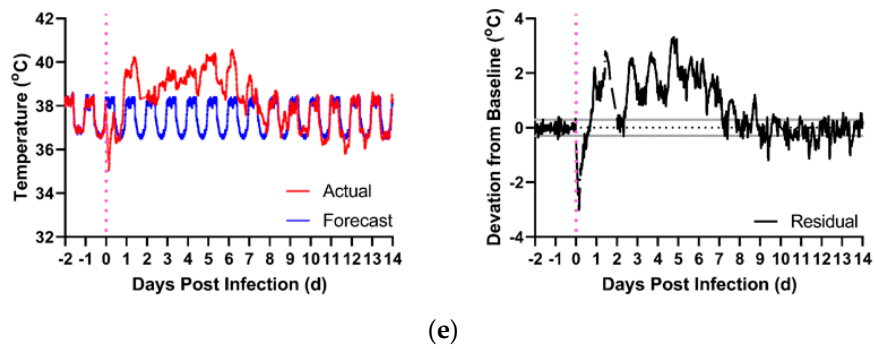 42
40
38
36
34
32
Temperature (°C)
Actual
Forecast
-2 -1 0 1 2 3 4 5 6 7 8 9 10 11 12 13 14
Days Post Infection (d)
4
2
0
-2
-4
Devation from Baseline (°C)
Residual
-2 -1 0 1 2 3 4 5 6 7 8 9 10 11 12 13 14
Days Post Infection (d)
(e)